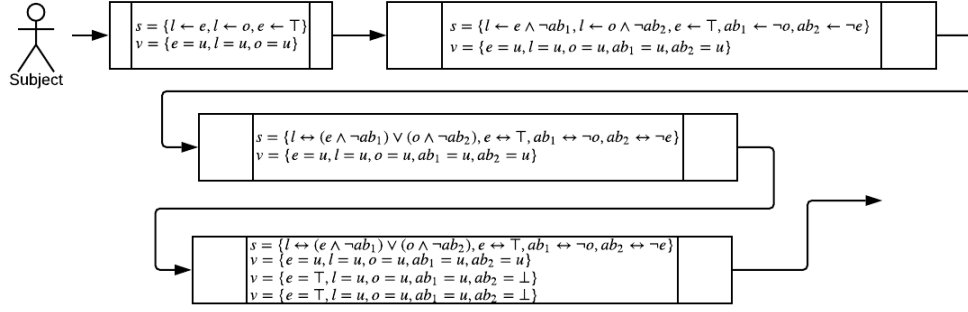 Subject
s = {l ← e, l ← o, e ← ⊤}
v = {e = u, l = u, o = u}
s = {l ← e ∧ ¬ab₁, l ← o ∧ ¬ab₂, e ← ⊤, ab₁ ← ¬o, ab₂ ← ¬e}
v = {e = u, l = u, o = u, ab₁ = u, ab₂ = u}
s = {l ↔ (e ∧ ¬ab₁) ∨ (o ∧ ¬ab₂), e ↔ ⊤, ab₁ ↔ ¬o, ab₂ ↔ ¬e}
v = {e = u, l = u, o = u, ab₁ = u, ab₂ = u}
s = {l ↔ (e ∧ ¬ab₁) ∨ (o ∧ ¬ab₂), e ↔ ⊤, ab₁ ↔ ¬o, ab₂ ↔ ¬e}
v = {e = u, l = u, o = u, ab₁ = u, ab₂ = u}
v = {e = ⊤, l = u, o = u, ab₁ = u, ab₂ = ⊥}
v = {e = ⊤, l = u, o = u, ab₁ = u, ab₂ = ⊥}